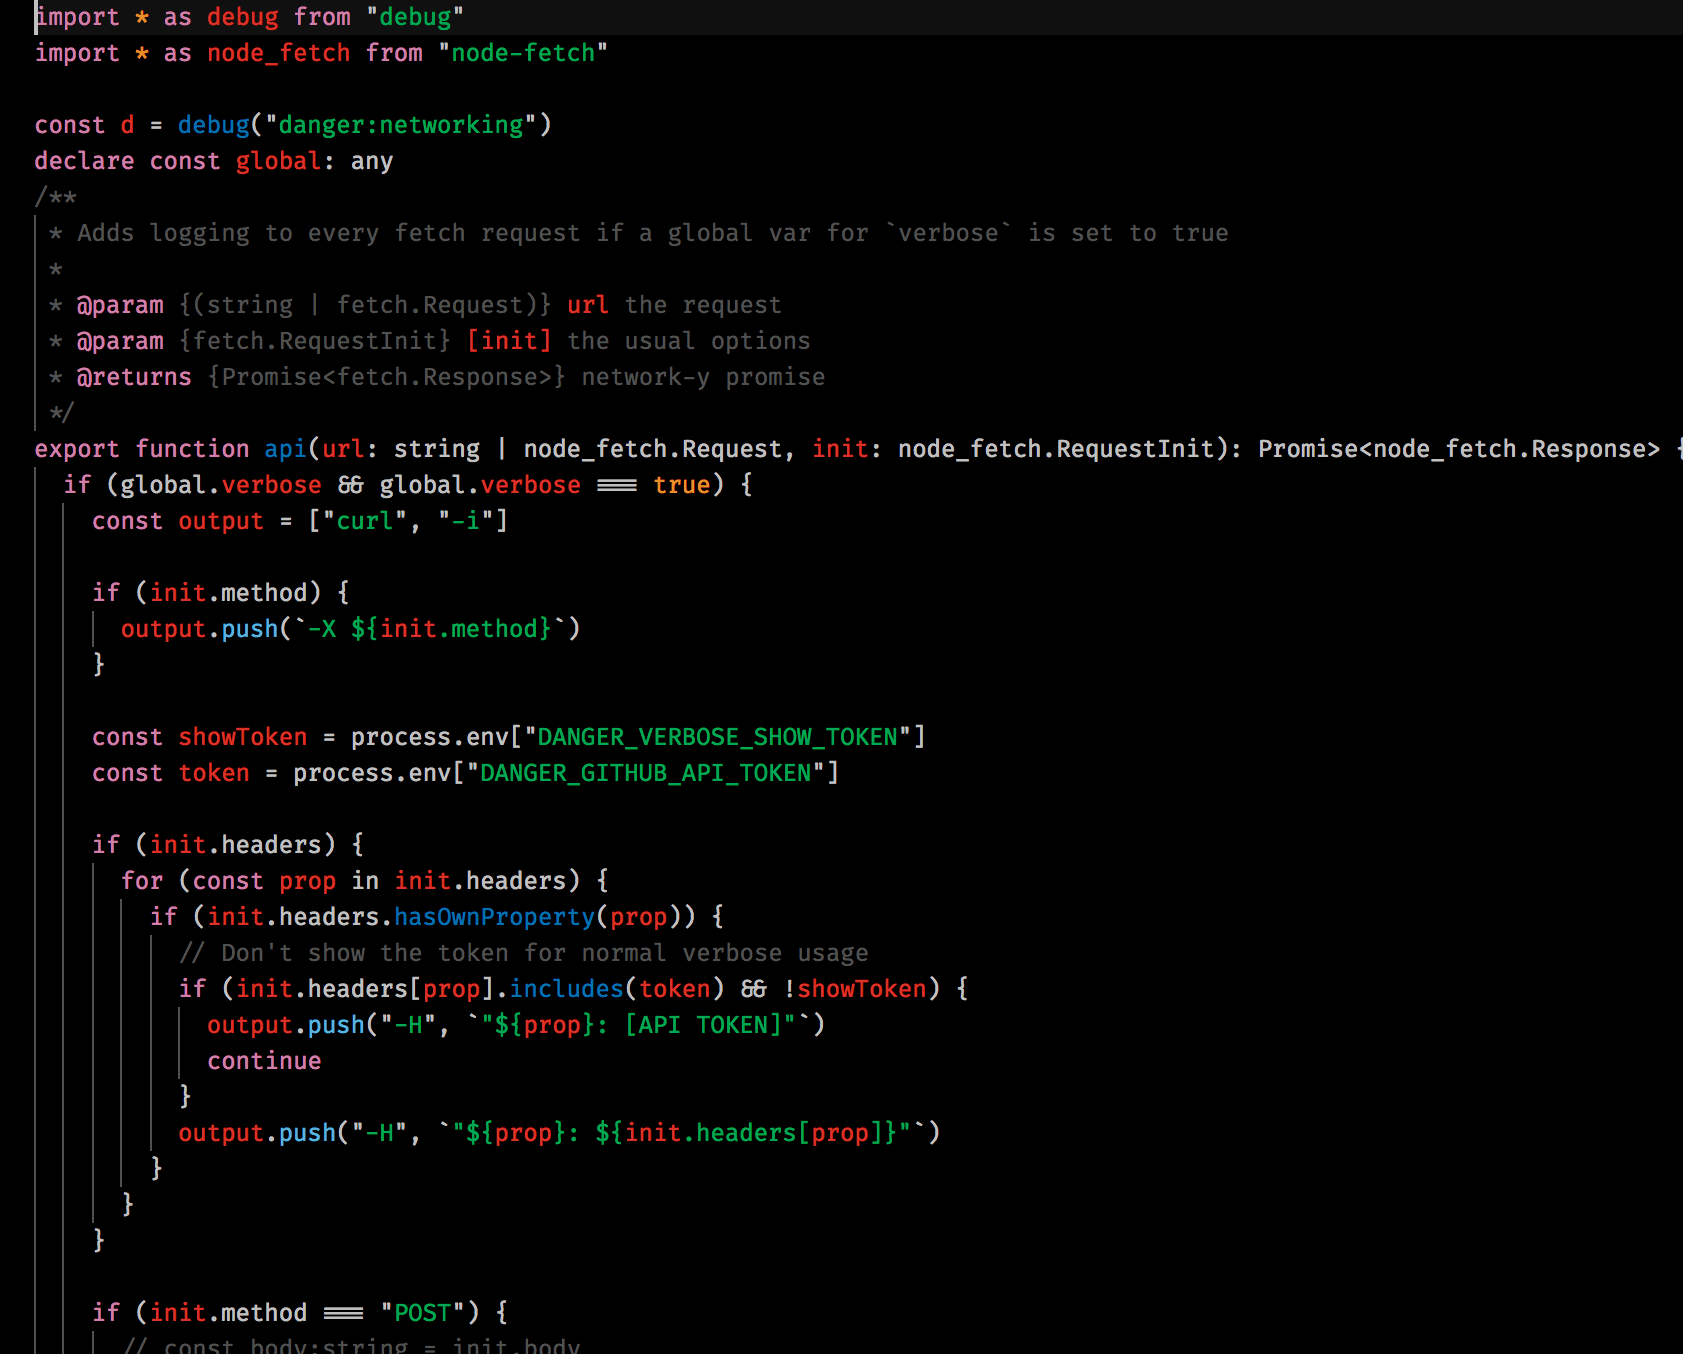 import * as debug from "debug"
import * as node_fetch from "node-fetch"

const d = debug("danger:networking")
declare const global: any
/**
 * Adds logging to every fetch request if a global var for `verbose` is set to true
 *
 * @param {(string | fetch.Request)} url the request
 * @param {fetch.RequestInit} [init] the usual options
 * @returns {Promise<fetch.Response>} network-y promise
 */
export function api(url: string | node_fetch.Request, init: node_fetch.RequestInit): Promise<node_fetch.Response> {
  if (global.verbose && global.verbose === true) {
    const output = ["curl", "-i"]

    if (init.method) {
      output.push(`-X ${init.method}`)
    }

    const showToken = process.env["DANGER_VERBOSE_SHOW_TOKEN"]
    const token = process.env["DANGER_GITHUB_API_TOKEN"]

    if (init.headers) {
      for (const prop in init.headers) {
        if (init.headers.hasOwnProperty(prop)) {
          // Don't show the token for normal verbose usage
          if (init.headers[prop].includes(token) && !showToken) {
            output.push("-H", `"${prop}: [API TOKEN]"`)
            continue
          }
          output.push("-H", `"${prop}: ${init.headers[prop]}"`)
        }
      }
    }

    if (init.method === "POST") {
      // const body:string = init.body